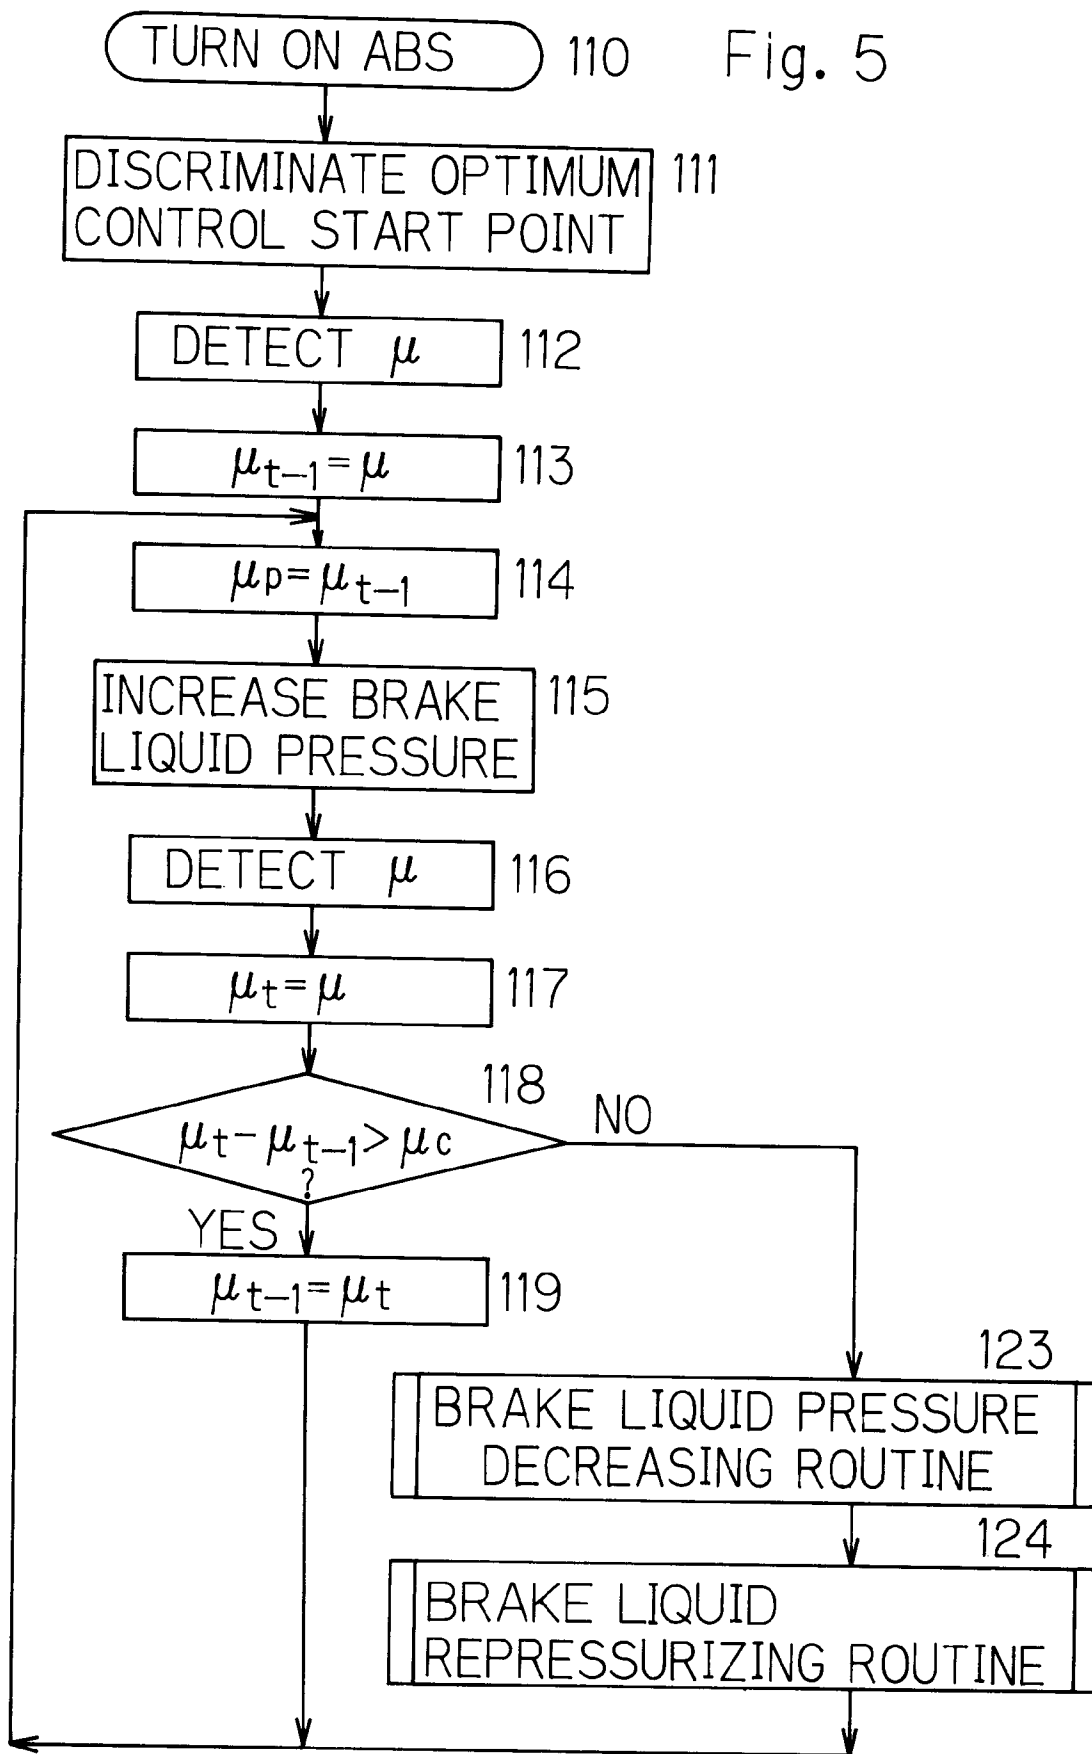 TURN ON ABS 110 Fig. 5
DISCRIMINATE OPTIMUM 111
CONTROL START POINT
DETECT μ 112
μt−1 = μ 113
μp = μt−1 114
INCREASE BRAKE 115
LIQUID PRESSURE
DETECT μ 116
μt = μ 117
118
μt − μt−1 > μc NO
?
YES
μt−1 = μt 119
123
BRAKE LIQUID PRESSURE
DECREASING ROUTINE
124
BRAKE LIQUID
REPRESSURIZING ROUTINE